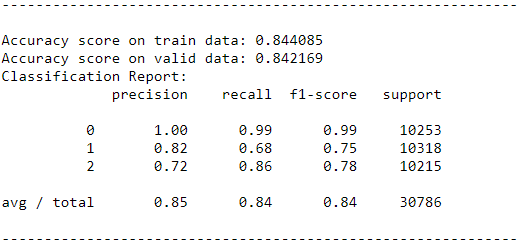 --------------------------------------------------------------------
Accuracy score on train data: 0.844085
Accuracy score on valid data: 0.842169
Classification Report:
precision recall f1-score support
0 1.00 0.99 0.99 10253
1 0.82 0.68 0.75 10318
2 0.72 0.86 0.78 10215
avg / total 0.85 0.84 0.84 30786
--------------------------------------------------------------------